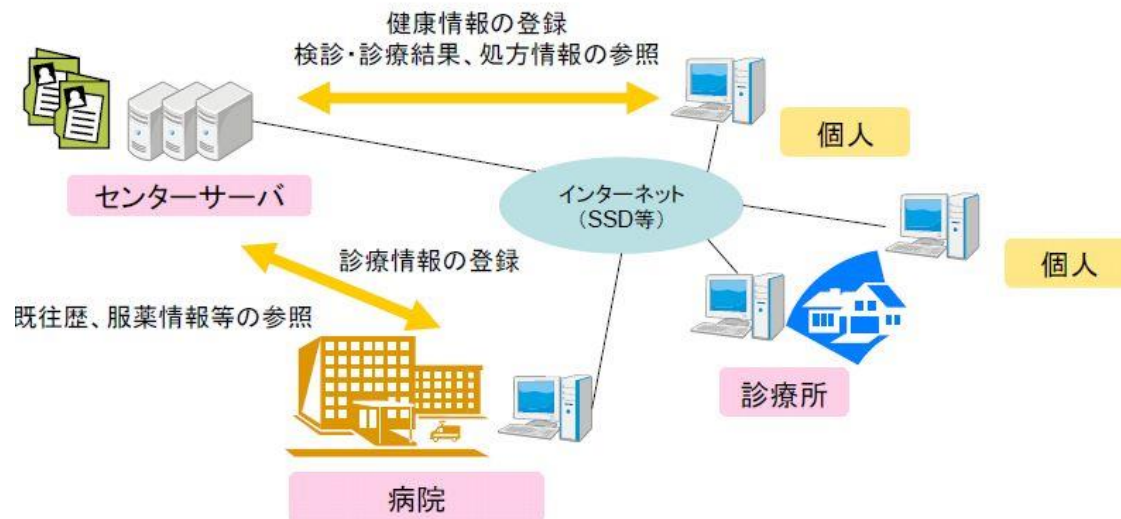 健康情報の登録
検診・診療結果、処方情報の参照
個人
センターサーバ
インターネット
（SSD等）
診療情報の登録
個人
既往歴、服薬情報等の参照
診療所
病院